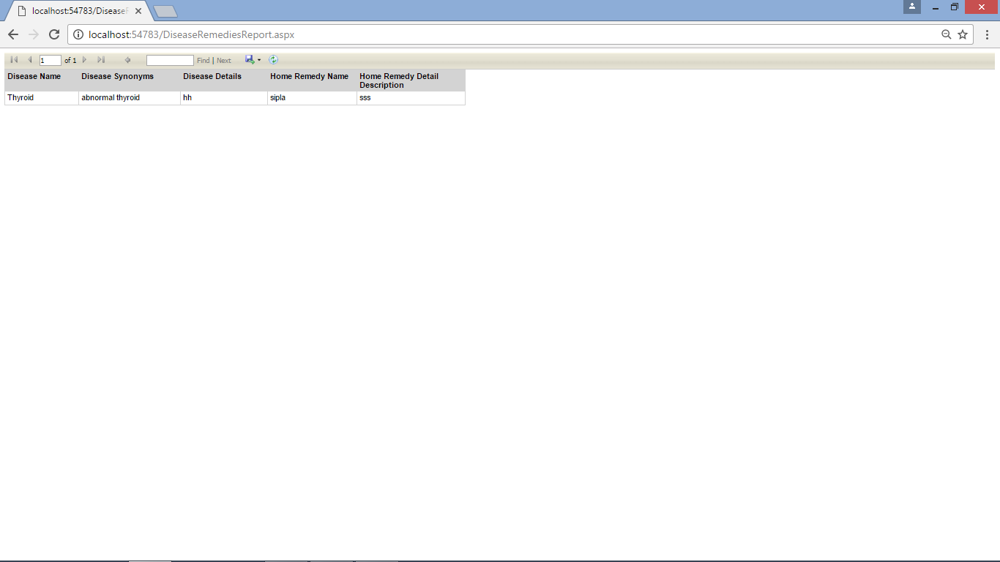 localhost:54783/DiseaseR
localhost:54783/DiseaseRemediesReport.aspx
1 of 1 Find | Next
Disease Name Disease Synonyms Disease Details Home Remedy Name Home Remedy Detail
Description
Thyroid abnormal thyroid hh sipla sss